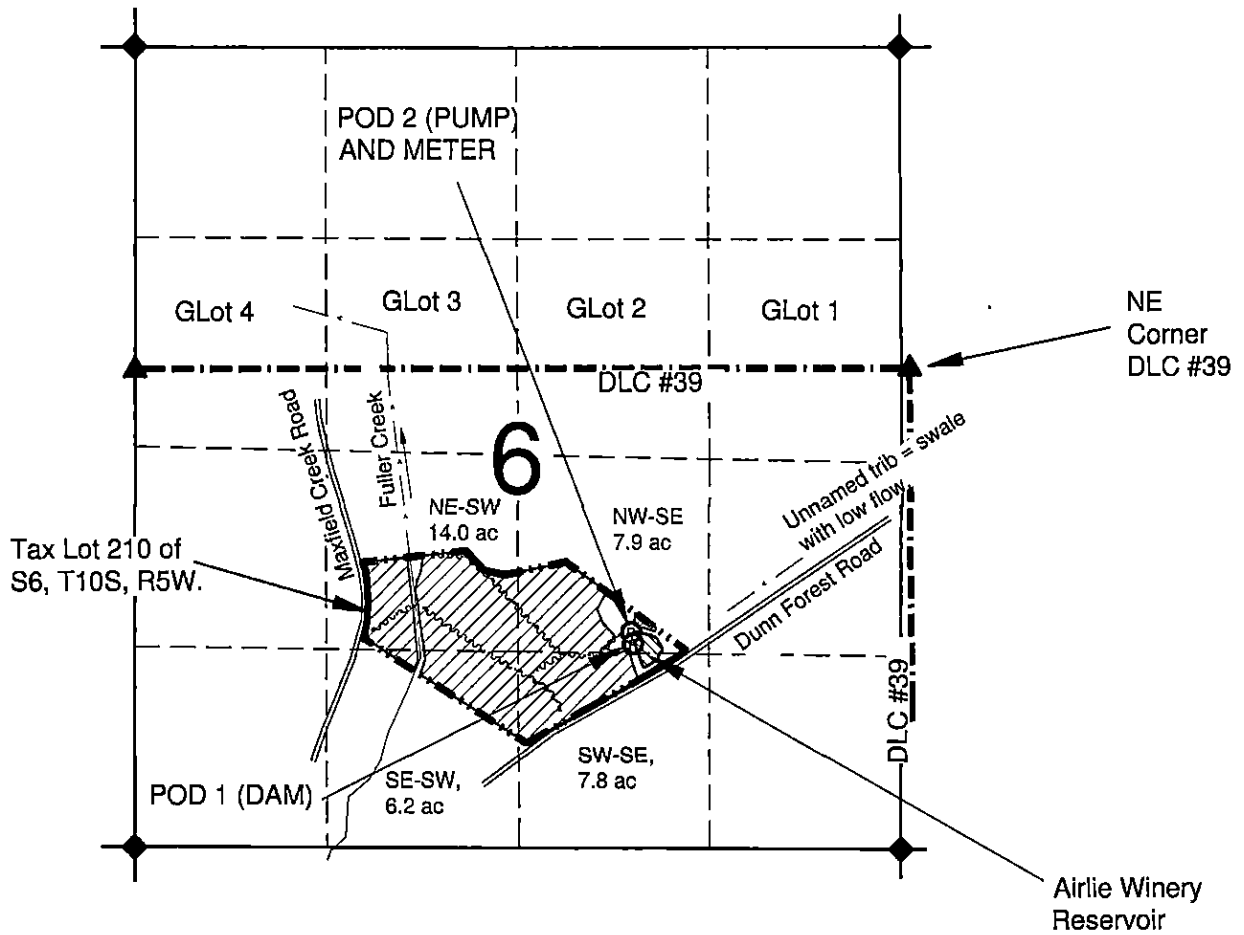 POD 2 (PUMP)
AND METER
GLot 4
GLot 3
GLot 2
GLot 1
NE
Corner
DLC #39
DLC #39
Maxfield Creek Road
Fuller Creek
6
Unnamed trib = swale
with low flow
Dunn Forest Road
NE-SW
14.0 ac
NW-SE
7.9 ac
Tax Lot 210 of
S6, T10S, R5W.
DLC #39
POD 1 (DAM)
SE-SW,
6.2 ac
SW-SE,
7.8 ac
Airlie Winery
Reservoir